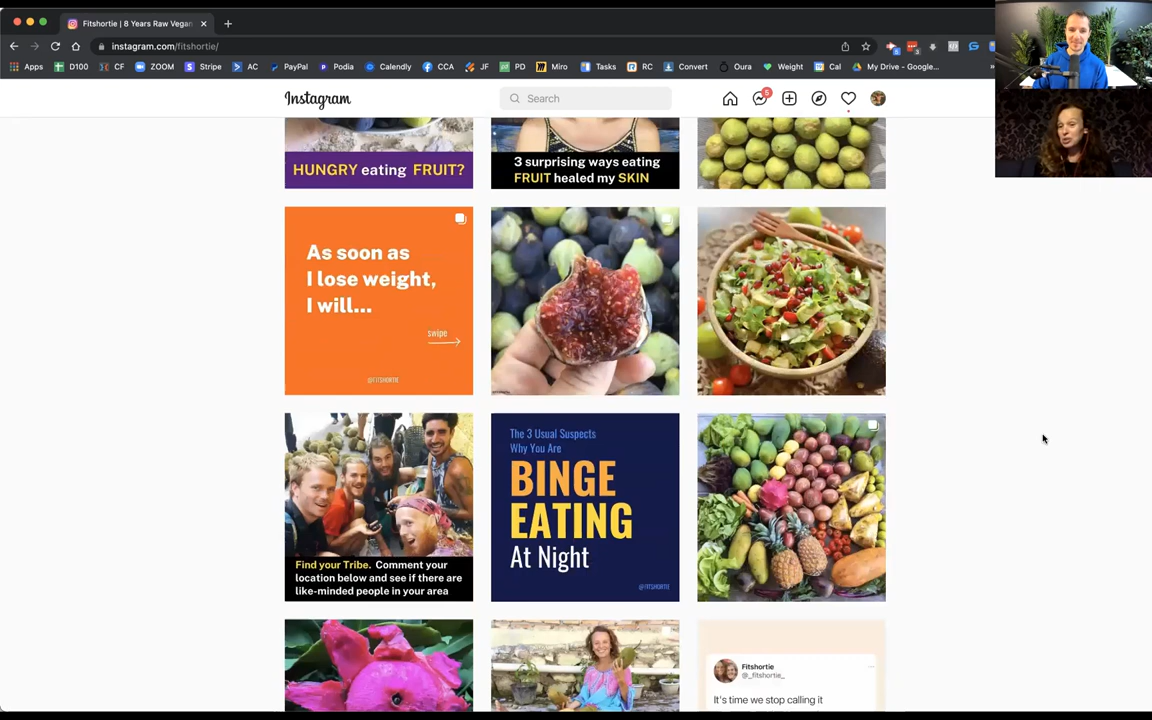 Fitshortie | 8 Years Raw Vegan
instagram.com/fitshortie/
Apps D100 CF ZOOM Stripe AC PayPal Podia Calendly CCA JF PD Miro Tasks RC Convert Oura Weight Cal My Drive - Google...
Instagram
Search
5
HUNGRY eating FRUIT?
3 surprising ways eating
FRUIT healed my SKIN
As soon as
I lose weight,
I will...
swipe
@FITSHORTIE
Find your Tribe. Comment your
location below and see if there are
like-minded people in your area
The 3 Usual Suspects
Why You Are
BINGE
EATING
At Night
@FITSHORTIE
Fitshortie
@_fitshortie_
It's time we stop calling it